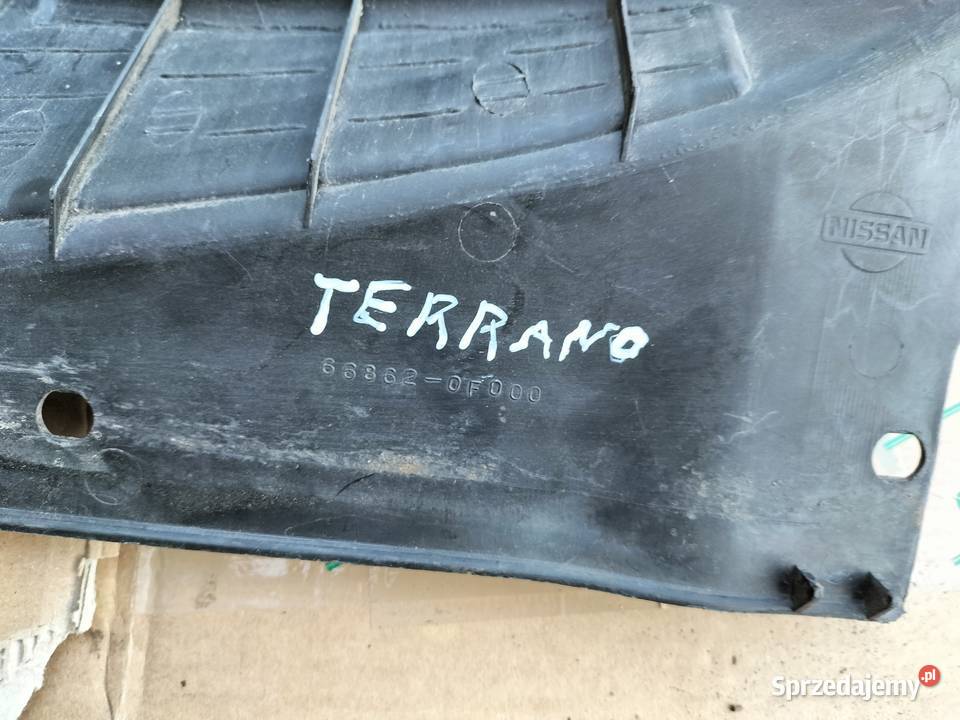 NISSAN
TERRANO
66862-0F000
Sprzedajemy.pl